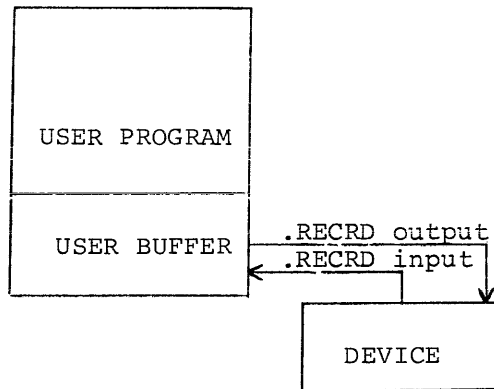 USER PROGRAM
USER BUFFER
.RECRD output
.RECRD input
DEVICE